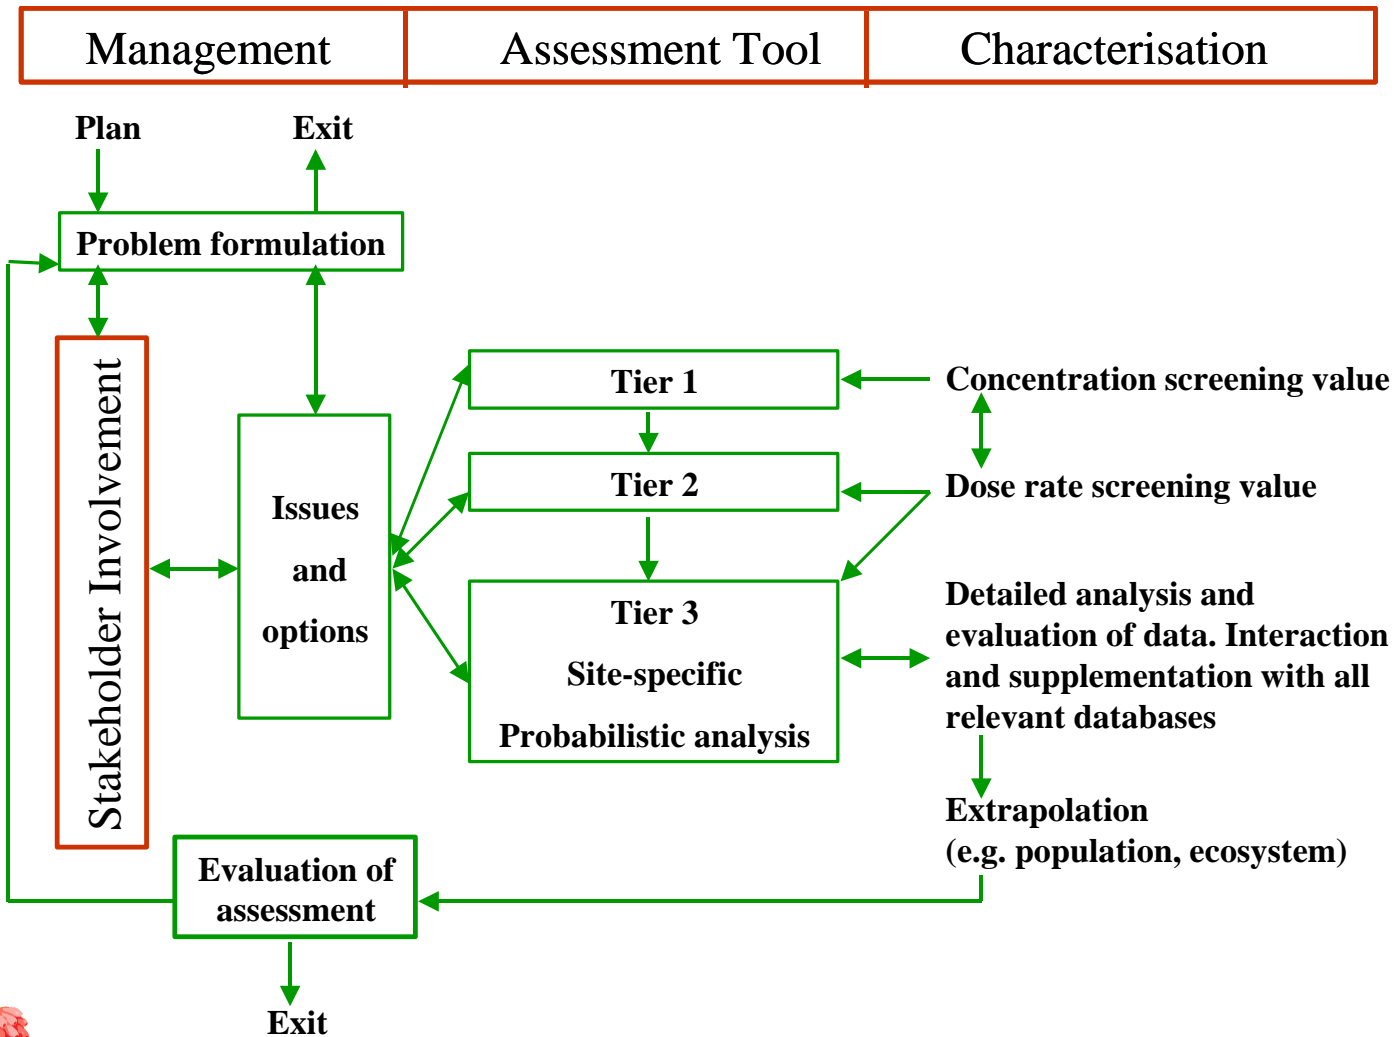 Management
Assessment Tool
Characterisation
Plan
Exit
Problem formulation
Stakeholder Involvement
Issues
and
options
Tier 1
Tier 2
Tier 3
Site-specific
Probabilistic analysis
Concentration screening value
Dose rate screening value
Detailed analysis and
evaluation of data. Interaction
and supplementation with all
relevant databases
Extrapolation
(e.g. population, ecosystem)
Evaluation of
assessment
Exit